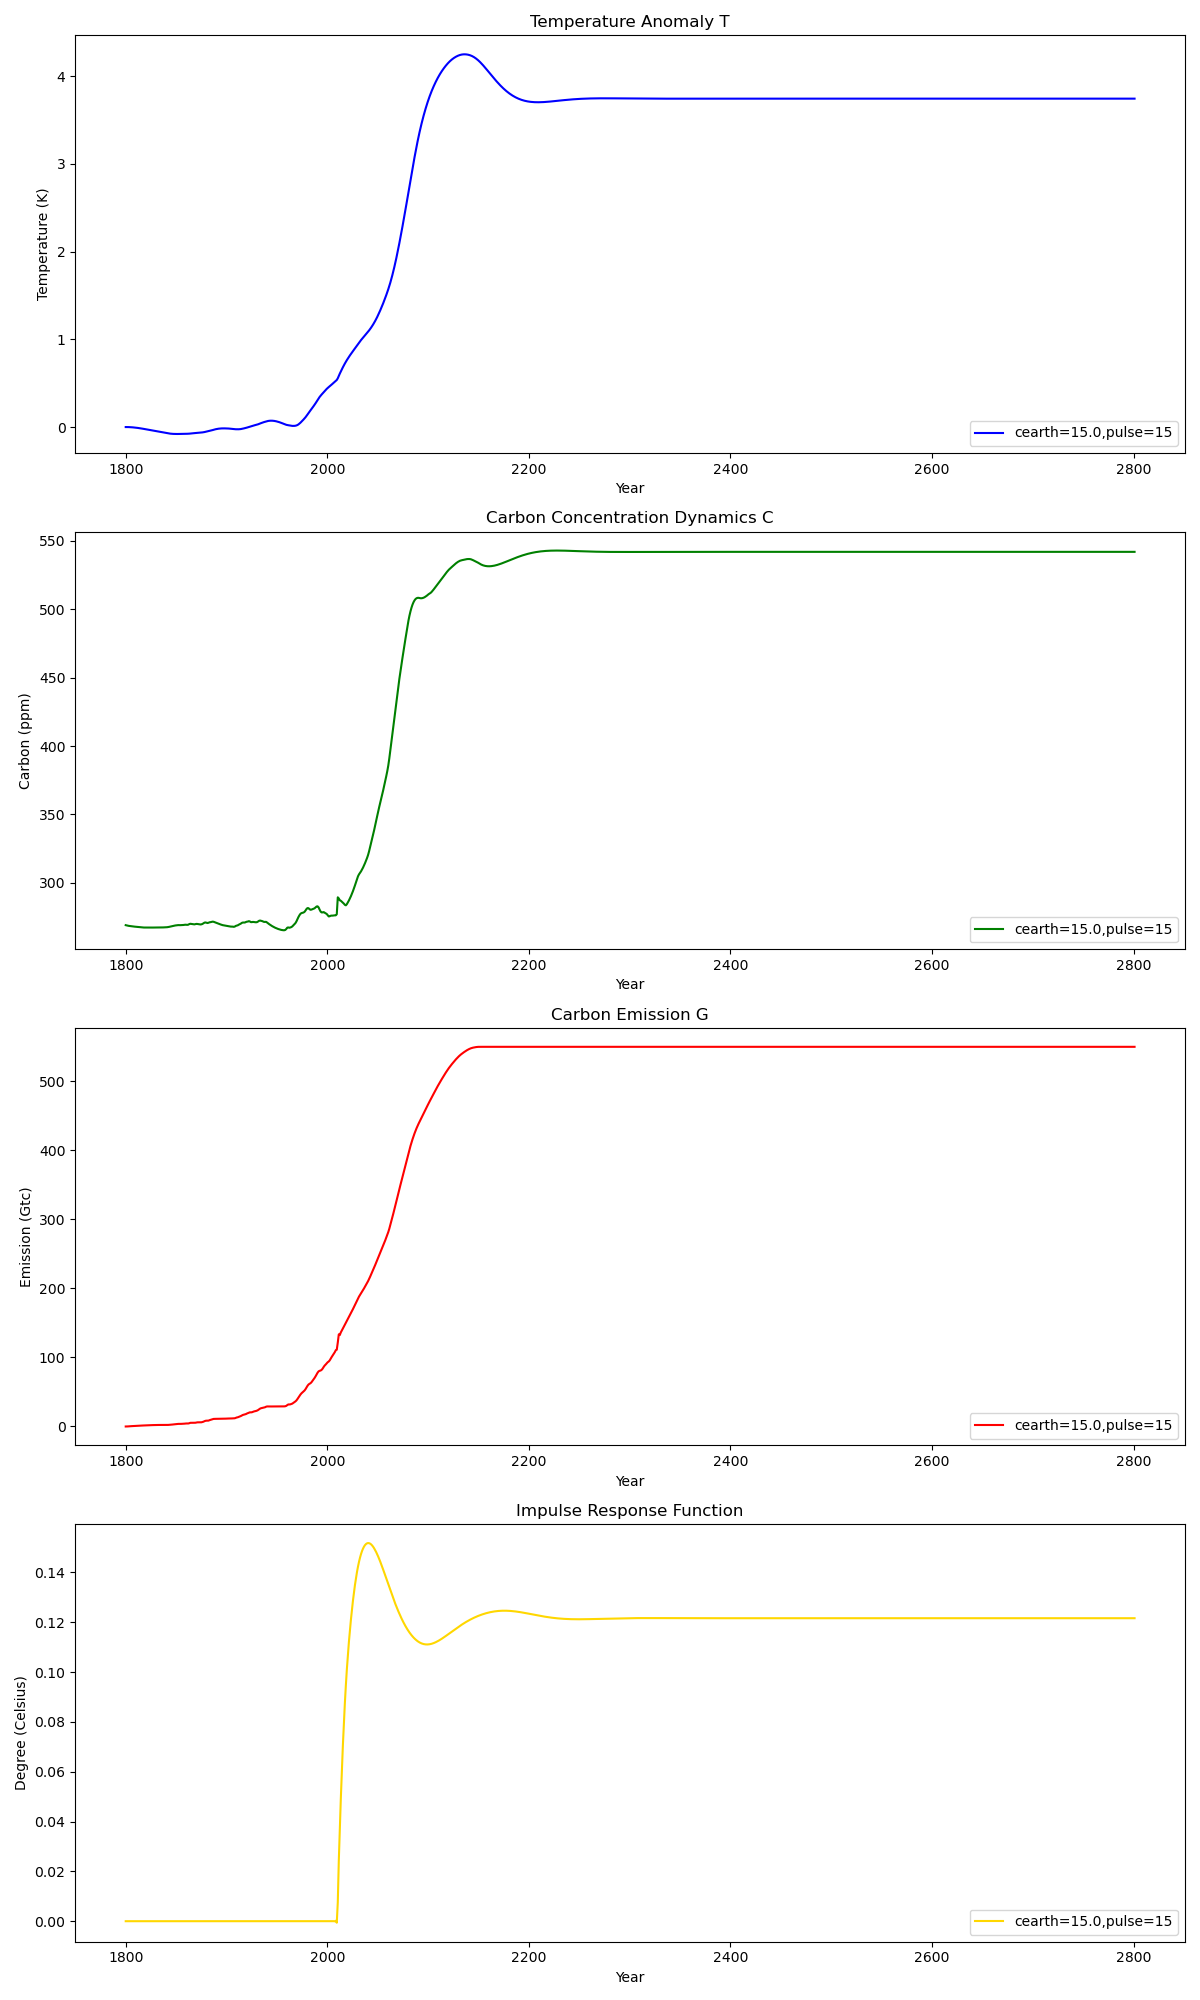 Temperature Anomaly T
4
3
2
1
0
Temperature (K)
cearth=15.0,pulse=15
1800 2000 2200 2400 2600 2800
Year
Carbon Concentration Dynamics C
550
500
450
400
350
300
Carbon (ppm)
cearth=15.0,pulse=15
1800 2000 2200 2400 2600 2800
Year
Carbon Emission G
500
400
300
200
100
0
Emission (Gtc)
cearth=15.0,pulse=15
1800 2000 2200 2400 2600 2800
Year
Impulse Response Function
0.14
0.12
0.10
0.08
0.06
0.04
0.02
0.00
Degree (Celsius)
cearth=15.0,pulse=15
1800 2000 2200 2400 2600 2800
Year